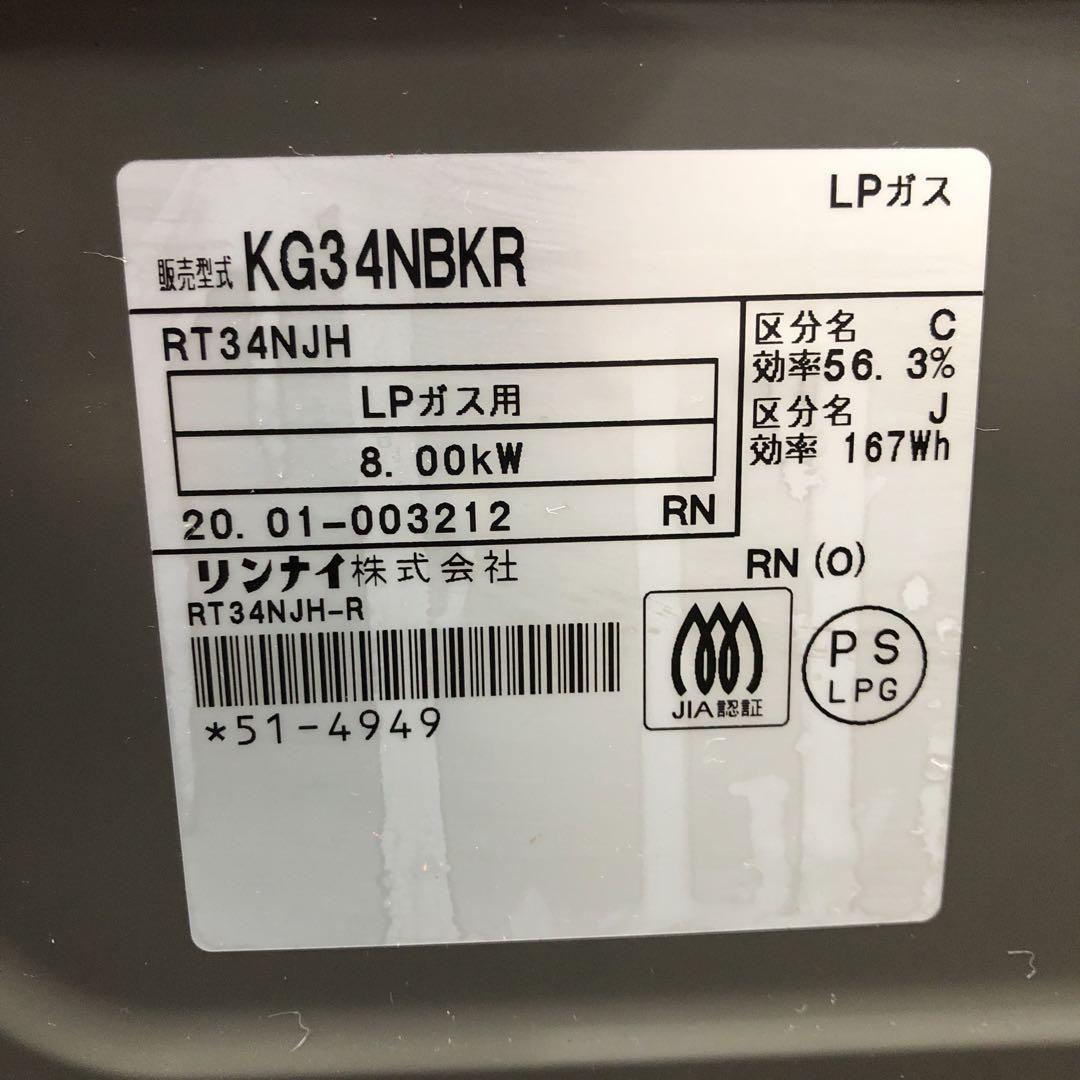 LPガス
販売型式 KG34NBKR
RT34NJH
LPガス用
8.00kW
20.01-003212 RN
区分名 C
効率56.3%
区分名 J
効率 167Wh
リンナイ株式会社
RN(O)
RT34NJH-R
*51-4949
JIA認証
PS
LPG